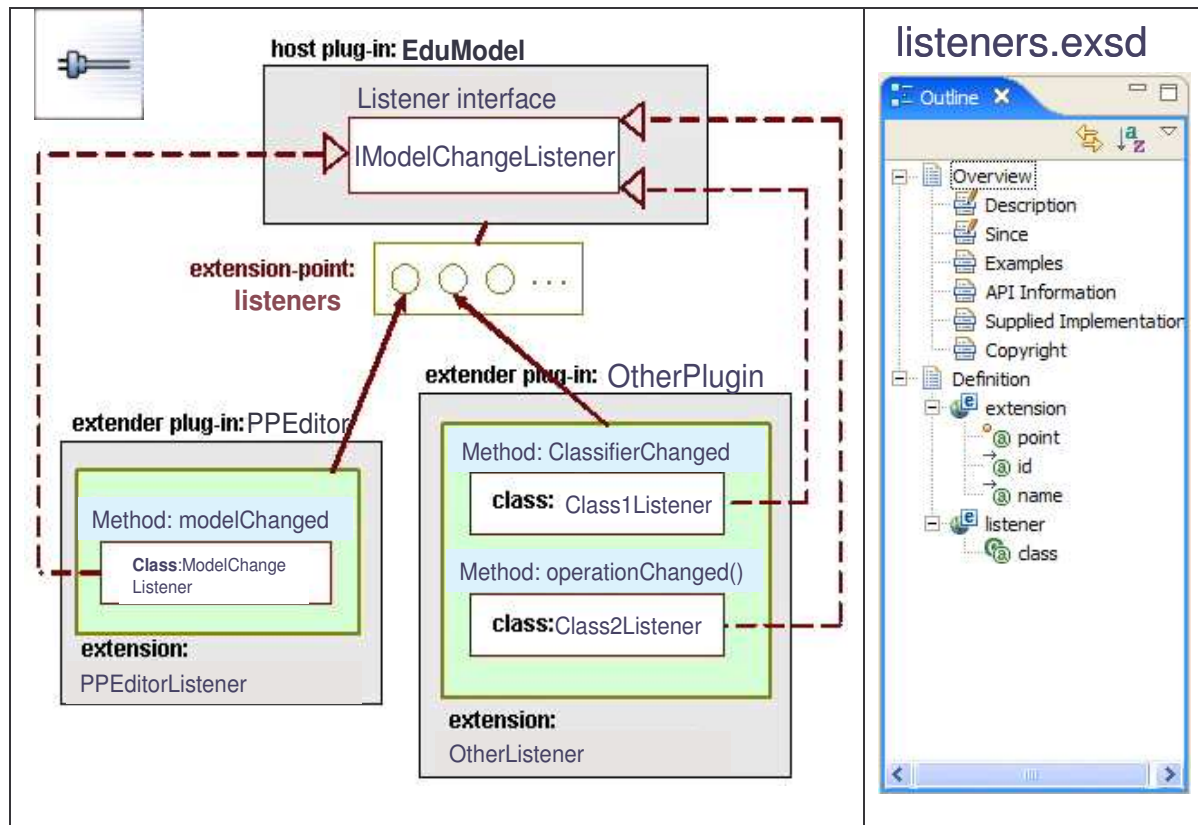 host plug-in: EduModel
Listener interface
IModelChangeListener
extension-point:
listeners
...
extender plug-in: PPEditor
Method: modelChanged
Class:ModelChange
Listener
extension:
PPEditorListener
extender plug-in: OtherPlugin
Method: ClassifierChanged
class: Class1Listener
Method: operationChanged()
class:Class2Listener
extension:
OtherListener
listeners.exsd
Outline
Overview
Description
Since
Examples
API Information
Supplied Implementation
Copyright
Definition
extension
point
id
name
listener
class